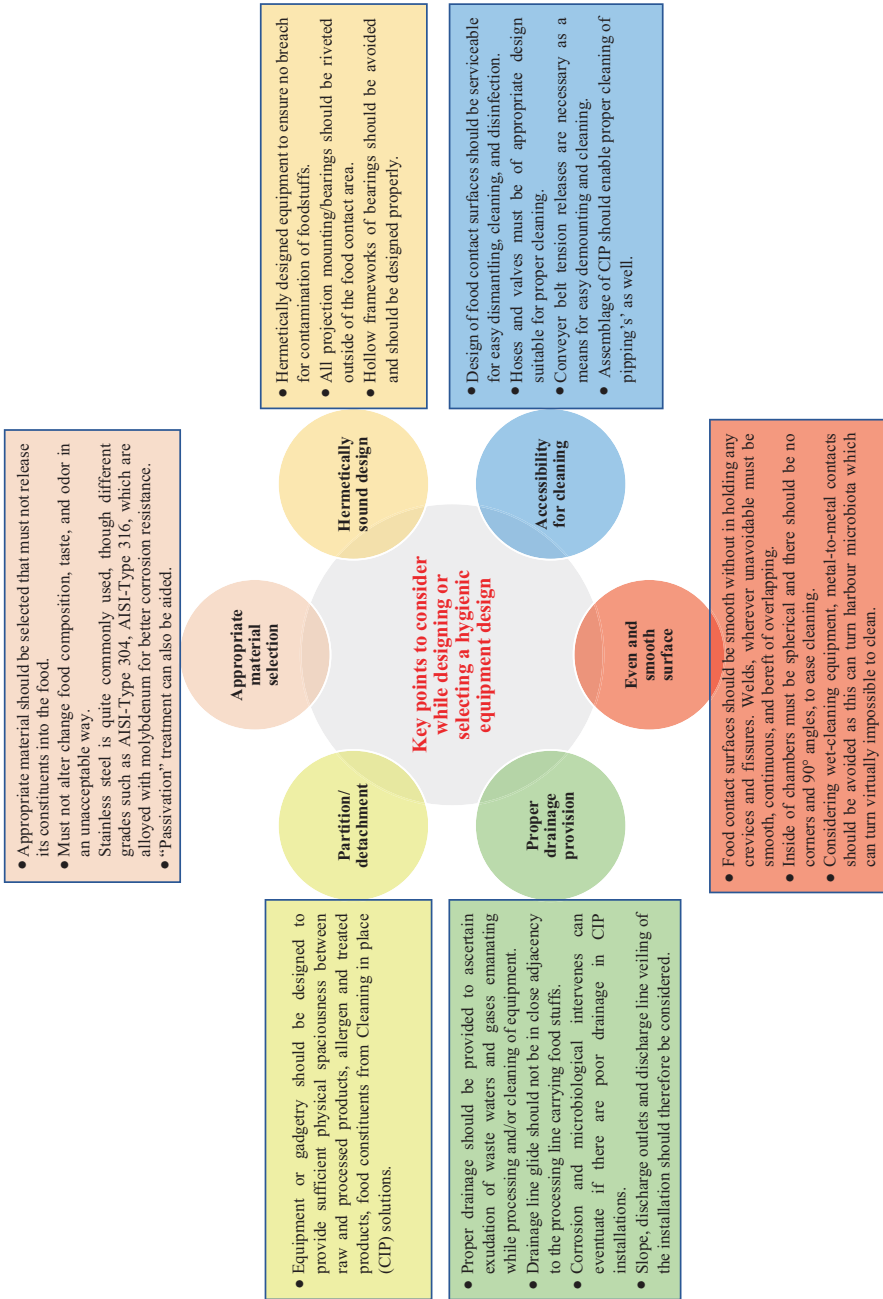 Key points to consider
while designing or
selecting a hygienic
equipment design
Appropriate
material
selection
● Appropriate material should be selected that must not release
its constituents into the food.
● Must not alter change food composition, taste, and odor in
an unacceptable way.
Stainless steel is quite commonly used, though different
grades such as AISI-Type 304, AISI-Type 316, which are
alloyed with molybdenum for better corrosion resistance.
● “Passivation” treatment can also be aided.
Hermetically
sound design
● Hermetically designed equipment to ensure no breach
for contamination of foodstuffs.
● All projection mounting/bearings should be riveted
outside of the food contact area.
● Hollow frameworks of bearings should be avoided
and should be designed properly.
Accessibility
for cleaning
● Design of food contact surfaces should be serviceable
for easy dismantling, cleaning, and disinfection.
● Hoses and valves must be of appropriate design
suitable for proper cleaning.
● Conveyer belt tension releases are necessary as a
means for easy demounting and cleaning.
● Assemblage of CIP should enable proper cleaning of
pipping’s’ as well.
Even and
smooth
surface
● Food contact surfaces should be smooth without in holding any
crevices and fissures. Welds, wherever unavoidable must be
smooth, continuous, and bereft of overlapping.
● Inside of chambers must be spherical and there should be no
corners and 90° angles, to ease cleaning.
● Considering wet-cleaning equipment, metal-to-metal contacts
should be avoided as this can turn harbour microbiota which
can turn virtually impossible to clean.
Proper
drainage
provision
● Proper drainage should be provided to ascertain
exudation of waste waters and gases emanating
while processing and/or cleaning of equipment.
● Drainage line glide should not be in close adjacency
to the processing line carrying food stuffs.
● Corrosion and microbiological intervenes can
eventuate if there are poor drainage in CIP
installations.
● Slope, discharge outlets and discharge line veiling of
the installation should therefore be considered.
Partition/
detachment
● Equipment or gadgetry should be designed to
provide sufficient physical spaciousness between
raw and processed products, allergen and treated
products, food constituents from Cleaning in place
(CIP) solutions.